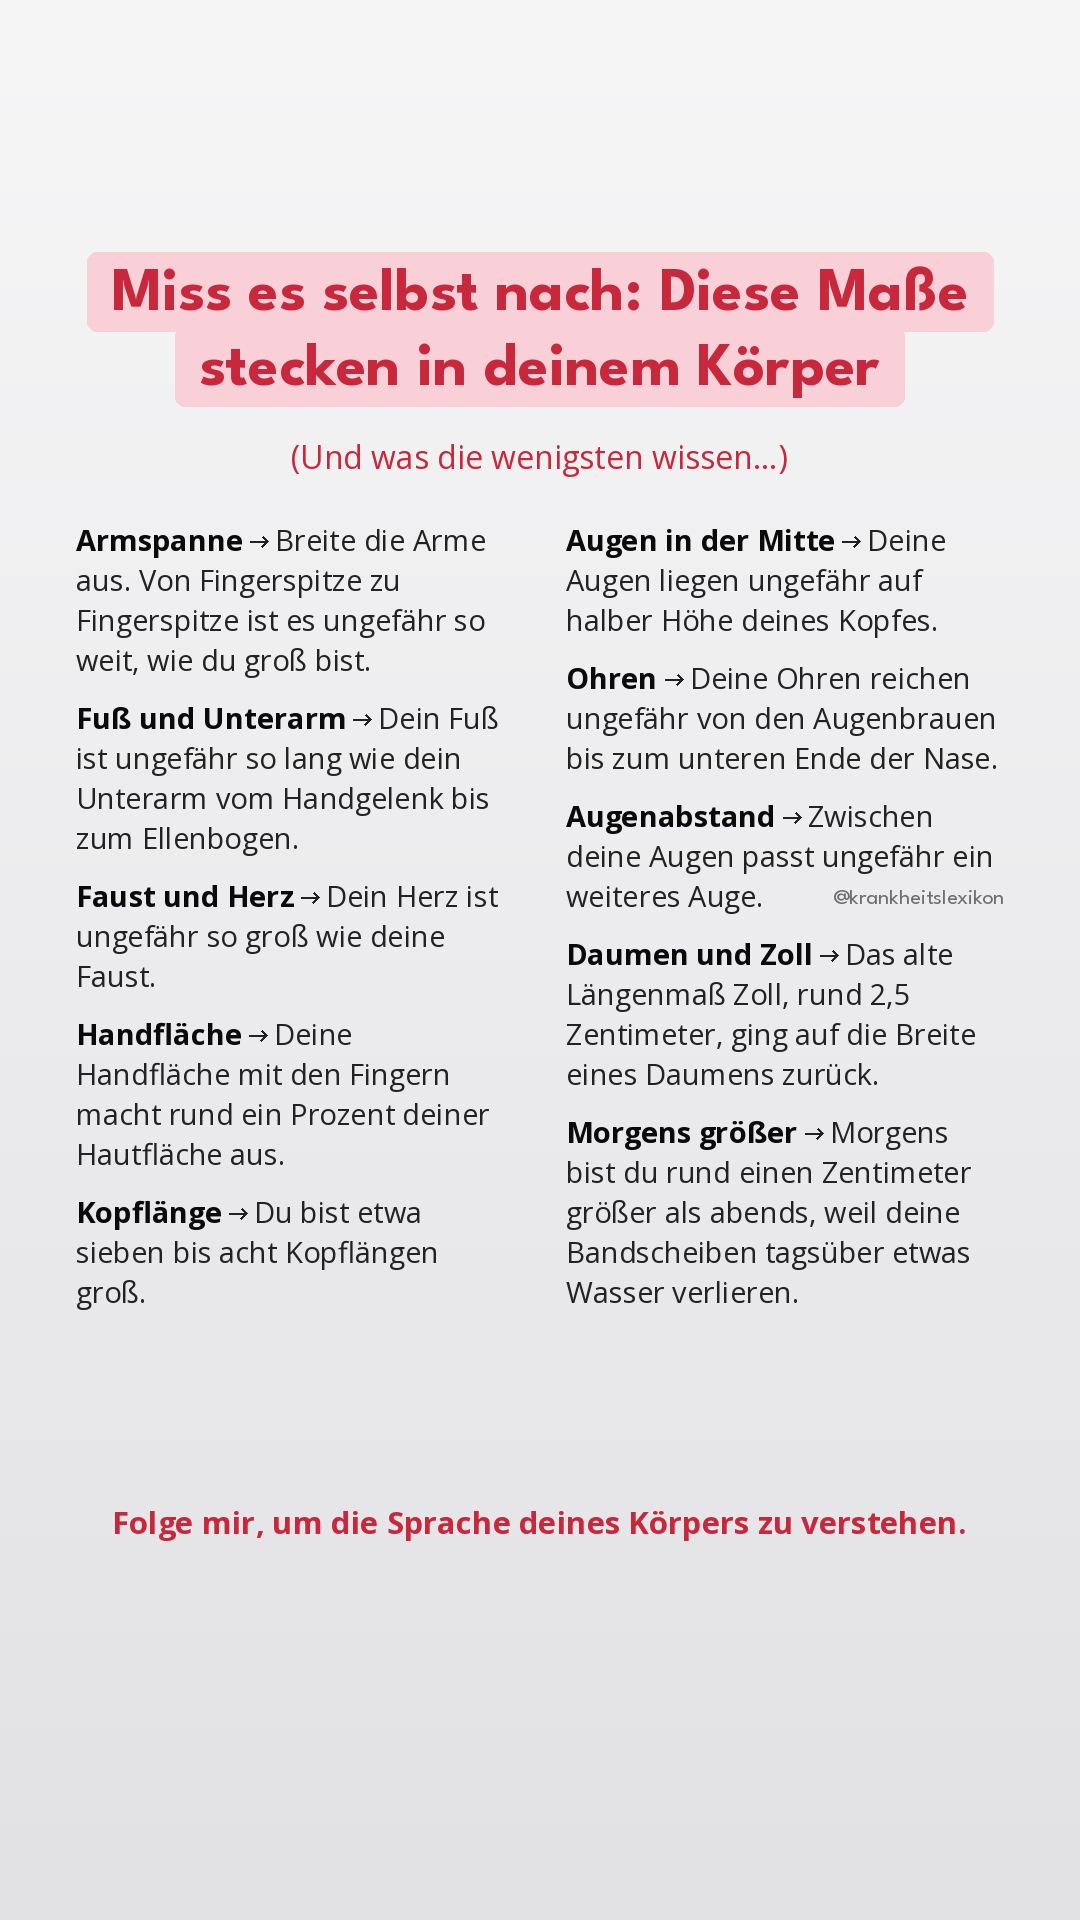 Miss es selbst nach: Diese Maße
stecken in deinem Körper
(Und was die wenigsten wissen...)
Armspanne → Breite die Arme
aus. Von Fingerspitze zu
Fingerspitze ist es ungefähr so
weit, wie du groß bist.
Fuß und Unterarm → Dein Fuß
ist ungefähr so lang wie dein
Unterarm vom Handgelenk bis
zum Ellenbogen.
Faust und Herz → Dein Herz ist
ungefähr so groß wie deine
Faust.
Handfläche → Deine
Handfläche mit den Fingern
macht rund ein Prozent deiner
Hautfläche aus.
Kopflänge → Du bist etwa
sieben bis acht Kopflängen
groß.
Augen in der Mitte → Deine
Augen liegen ungefähr auf
halber Höhe deines Kopfes.
Ohren → Deine Ohren reichen
ungefähr von den Augenbrauen
bis zum unteren Ende der Nase.
Augenabstand → Zwischen
deine Augen passt ungefähr ein
weiteres Auge.
@krankheitslexikon
Daumen und Zoll → Das alte
Längenmaß Zoll, rund 2,5
Zentimeter, ging auf die Breite
eines Daumens zurück.
Morgens größer → Morgens
bist du rund einen Zentimeter
größer als abends, weil deine
Bandscheiben tagsüber etwas
Wasser verlieren.
Folge mir, um die Sprache deines Körpers zu verstehen.